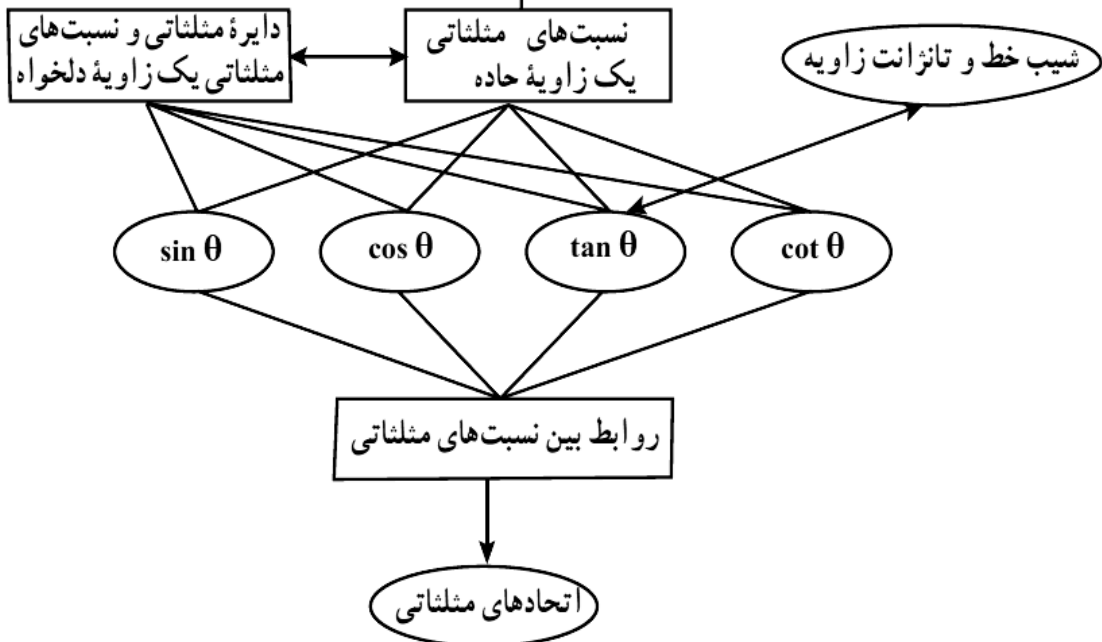 شیب خط و تانژانت زاویه
نسبت‌های مثلثاتی
یک زاویهٔ حاده
دایرهٔ مثلثاتی و نسبت‌های
مثلثاتی یک زاویهٔ دلخواه
sin θ
cos θ
tan θ
cot θ
روابط بین نسبت‌های مثلثاتی
اتحادهای مثلثاتی